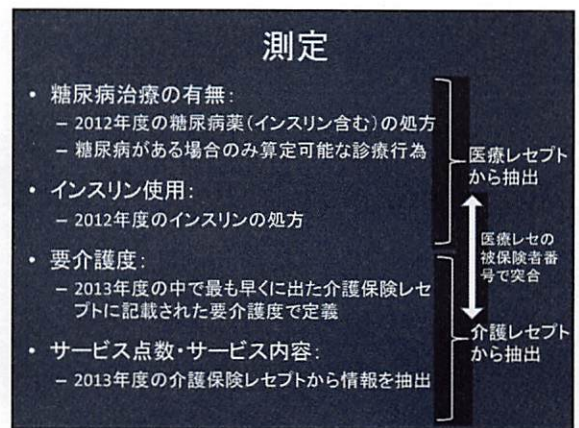 測定
• 糖尿病治療の有無：
– 2012年度の糖尿病薬（インスリン含む）の処方
– 糖尿病がある場合のみ算定可能な診療行為
• インスリン使用：
– 2012年度のインスリンの処方
• 要介護度：
– 2013年度の中で最も早くに出た介護保険レセ
プトに記載された要介護度で定義
• サービス点数・サービス内容：
– 2013年度の介護保険レセプトから情報を抽出
医療レセプト
から抽出
医療レセの
被保険者番
号で突合
介護レセプト
から抽出